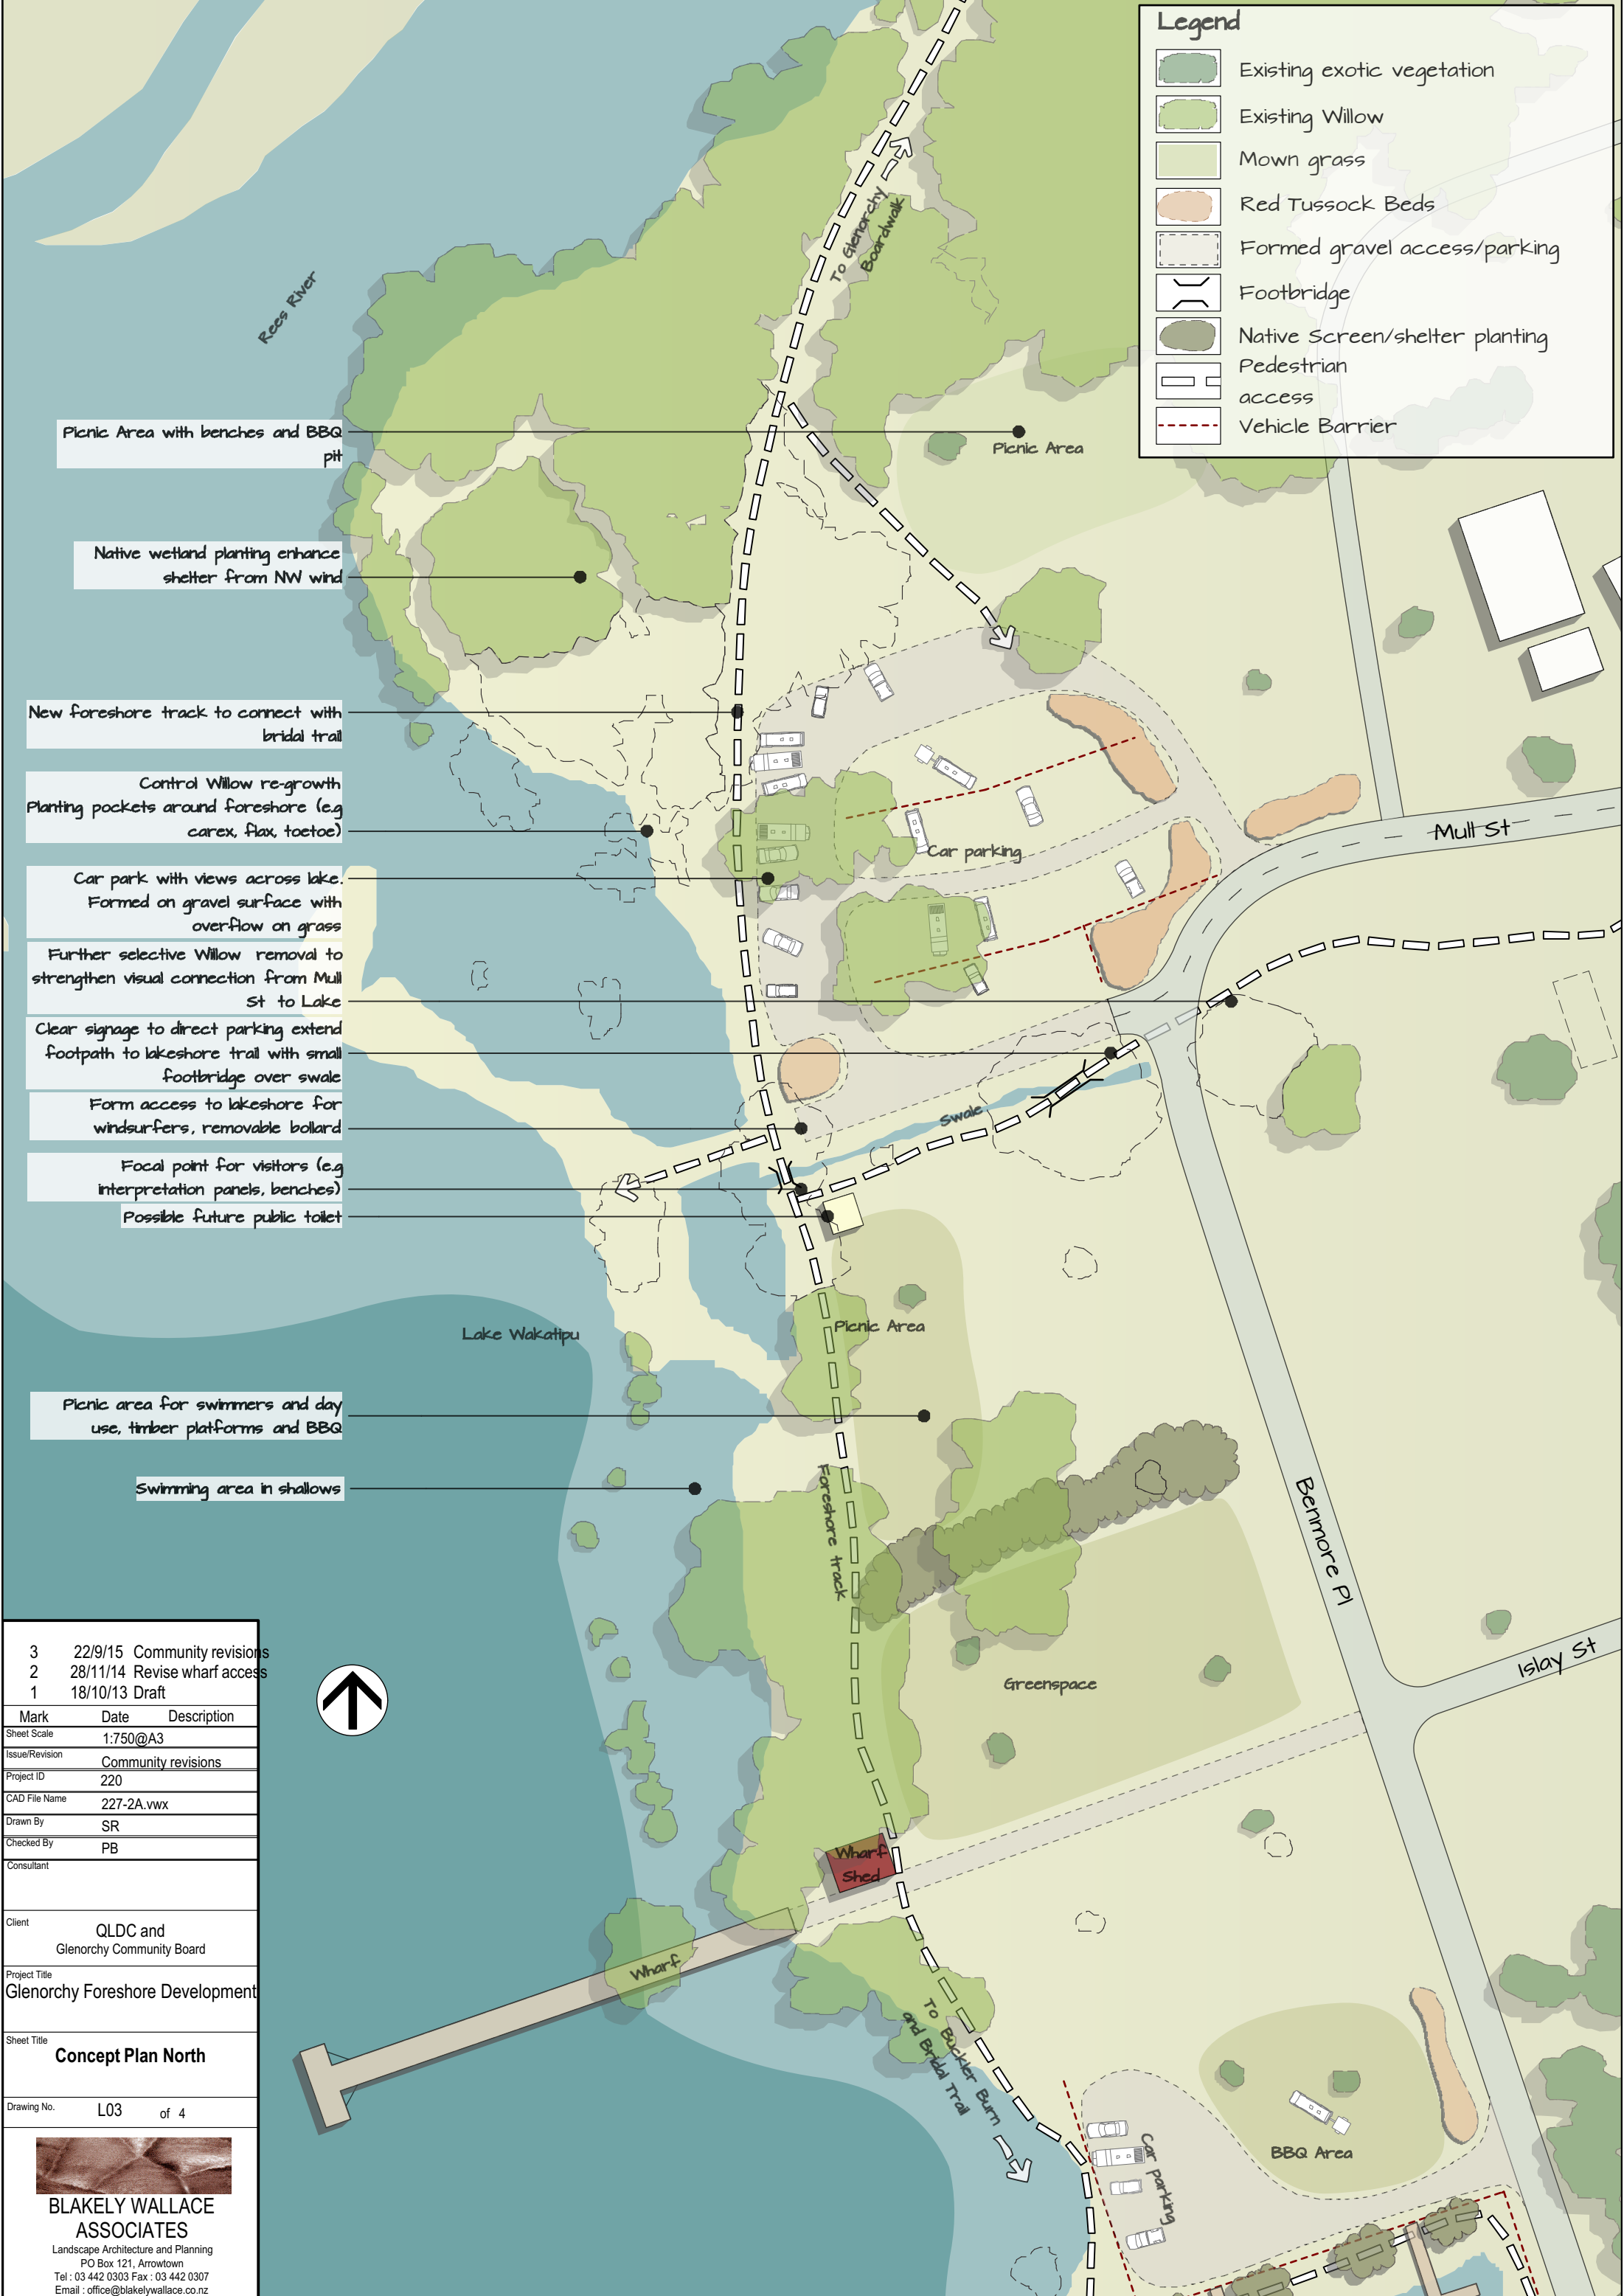 Legend
Existing exotic vegetation
Existing Willow
Mown grass
Red Tussock Beds
Formed gravel access/parking
Footbridge
Native Screen/shelter planting
Pedestrian
access
Vehicle Barrier
To Glenorchy
Boardwalk
Rees River
Picnic Area with benches and BBQ
pit
Picnic Area
Native wetland planting enhance
shelter from NW wind
New foreshore track to connect with
bridal trail
Control Willow re-growth
Planting pockets around foreshore (e.g
carex, flax, toetoe)
Car park with views across lake.
Formed on gravel surface with
overflow on grass
Further selective Willow removal to
strengthen visual connection from Mull
St to Lake
Clear signage to direct parking extend
footpath to lakeshore trail with small
footbridge over swale
Form access to lakeshore for
windsurfers, removable bollard
Focal point for visitors (e.g
interpretation panels, benches)
Possible future public toilet
Car parking
Mull St
Swale
Lake Wakatipu
Picnic Area
Picnic area for swimmers and day
use, timber platforms and BBQ
Swimming area in shallows
Foreshore track
Benmore Pl
Islay St
Greenspace
Wharf
Shed
Wharf
To Buckler Burn
and Bridal Trail
Car parking
BBQ Area
3 22/9/15 Community revisions
2 28/11/14 Revise wharf access
1 18/10/13 Draft
Mark Date Description
Sheet Scale 1:750@A3
Issue/Revision Community revisions
Project ID 220
CAD File Name 227-2A.vwx
Drawn By SR
Checked By PB
Consultant
Client
QLDC and
Glenorchy Community Board
Project Title
Glenorchy Foreshore Development
Sheet Title
Concept Plan North
Drawing No. L03 of 4
BLAKELY WALLACE
ASSOCIATES
Landscape Architecture and Planning
PO Box 121, Arrowtown
Tel : 03 442 0303 Fax : 03 442 0307
Email : office@blakelywallace.co.nz